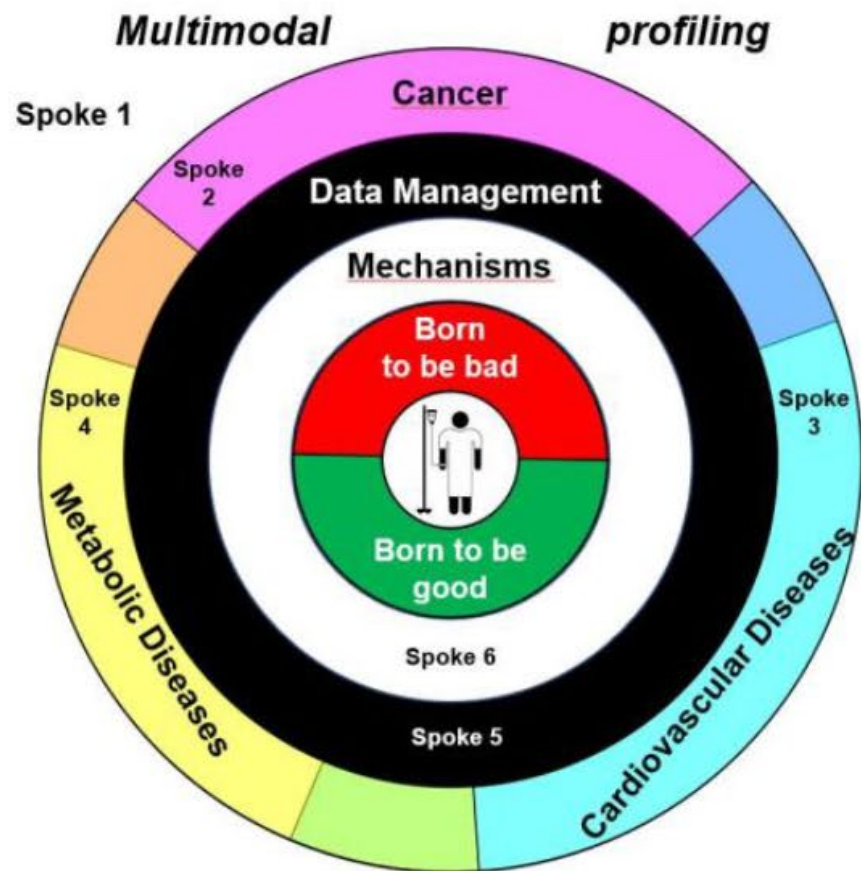 Multimodal profiling
Cancer
Spoke 1
Spoke
2
Data Management
Mechanisms
Born
to be bad
Spoke
4
Spoke
3
Metabolic Diseases
Cardiovascular Diseases
Born to be
good
Spoke 6
Spoke 5